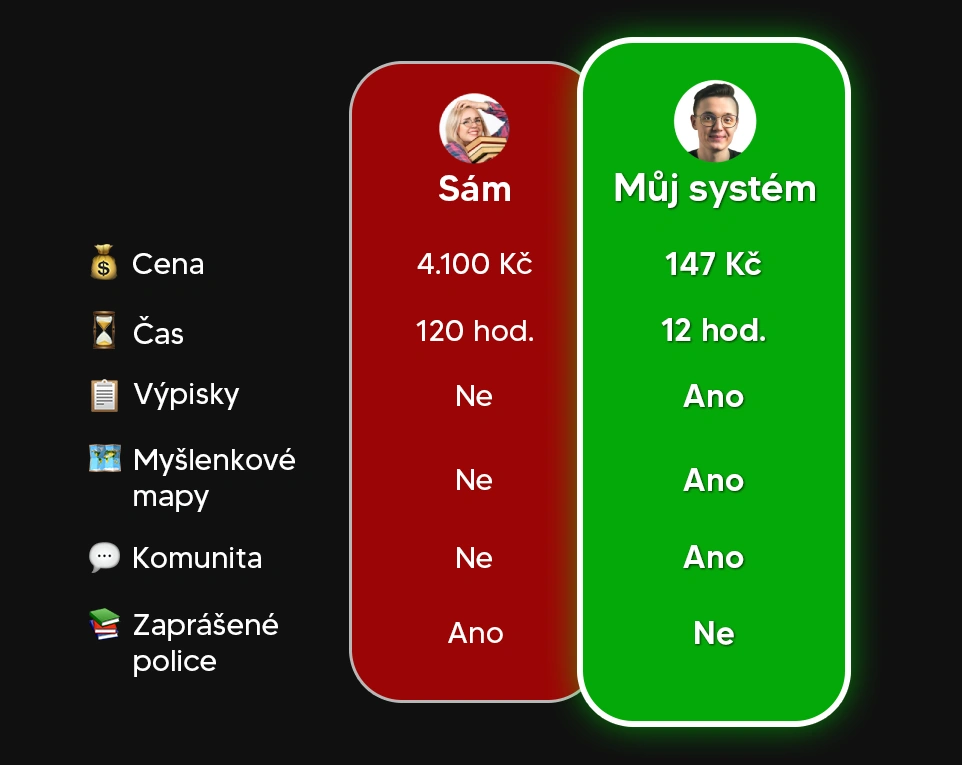 Sám Můj systém
Cena 4.100 Kč 147 Kč
Čas 120 hod. 12 hod.
Výpisky Ne Ano
Myšlenkové
mapy Ne Ano
Komunita Ne Ano
Zaprášené
police Ano Ne